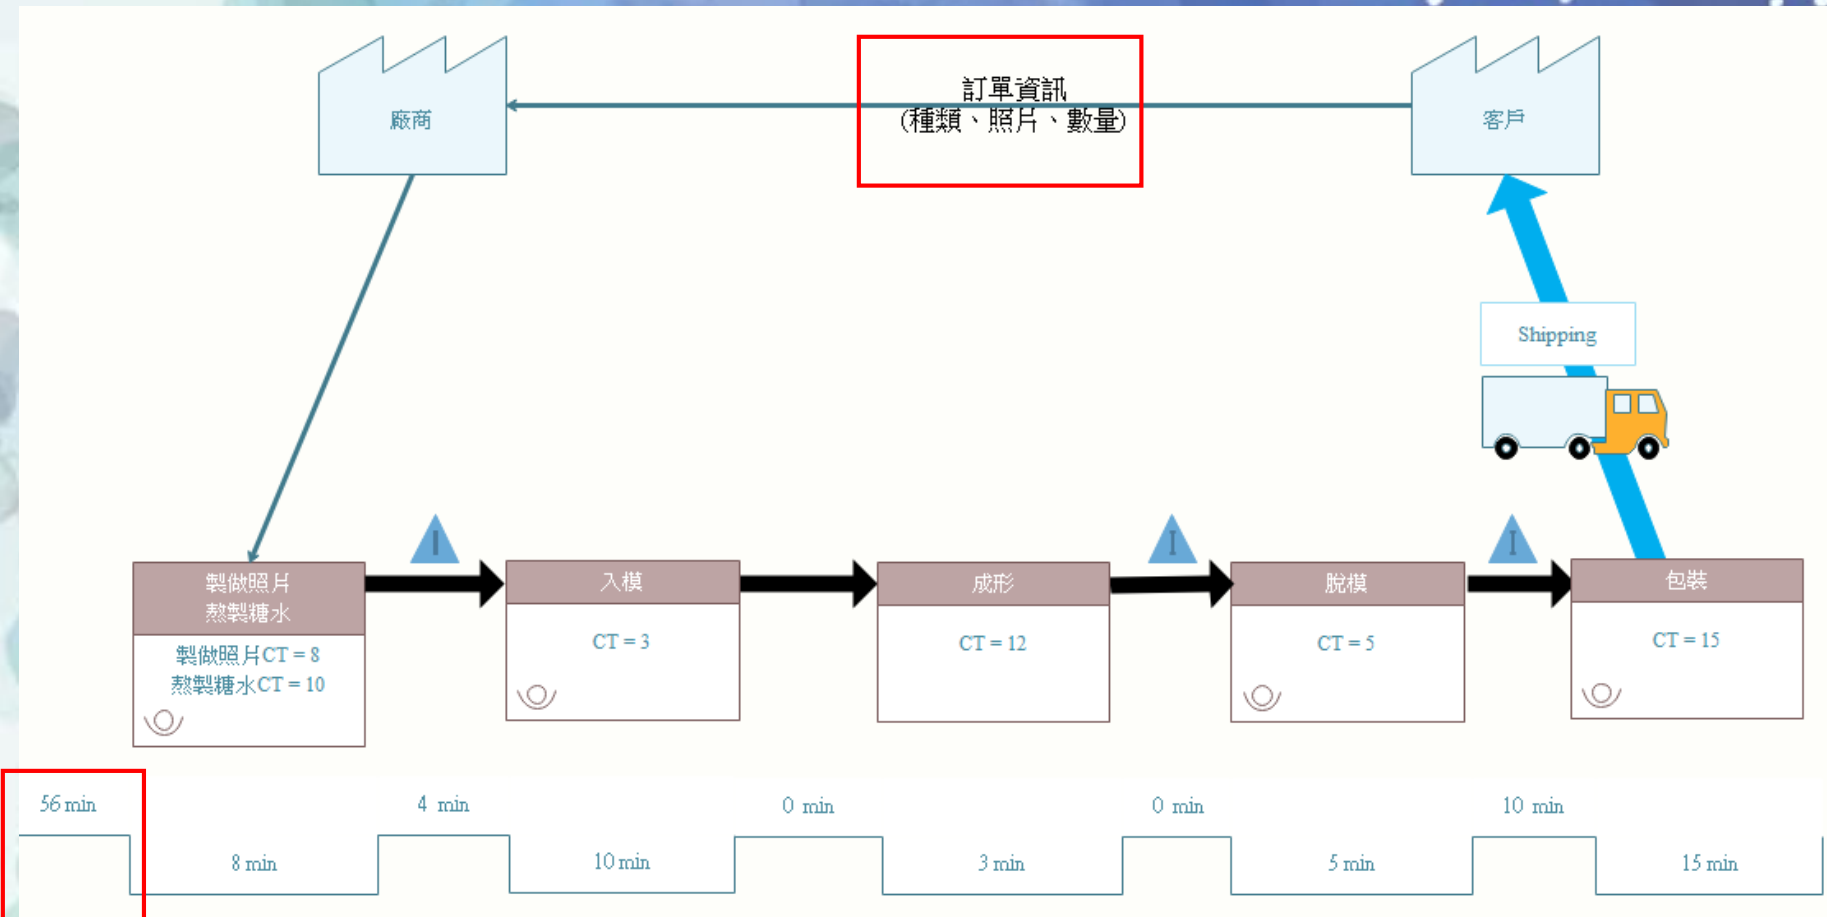 訂單資訊
(種類、照片、數量)
廠商
客戶
Shipping
I
I
I
製做照片
熬製糖水
入模
成形
脫模
包裝
製做照片CT = 8
熬製糖水CT = 10
CT = 3
CT = 12
CT = 5
CT = 15
56 min
4 min
0 min
0 min
10 min
8 min
10 min
3 min
5 min
15 min